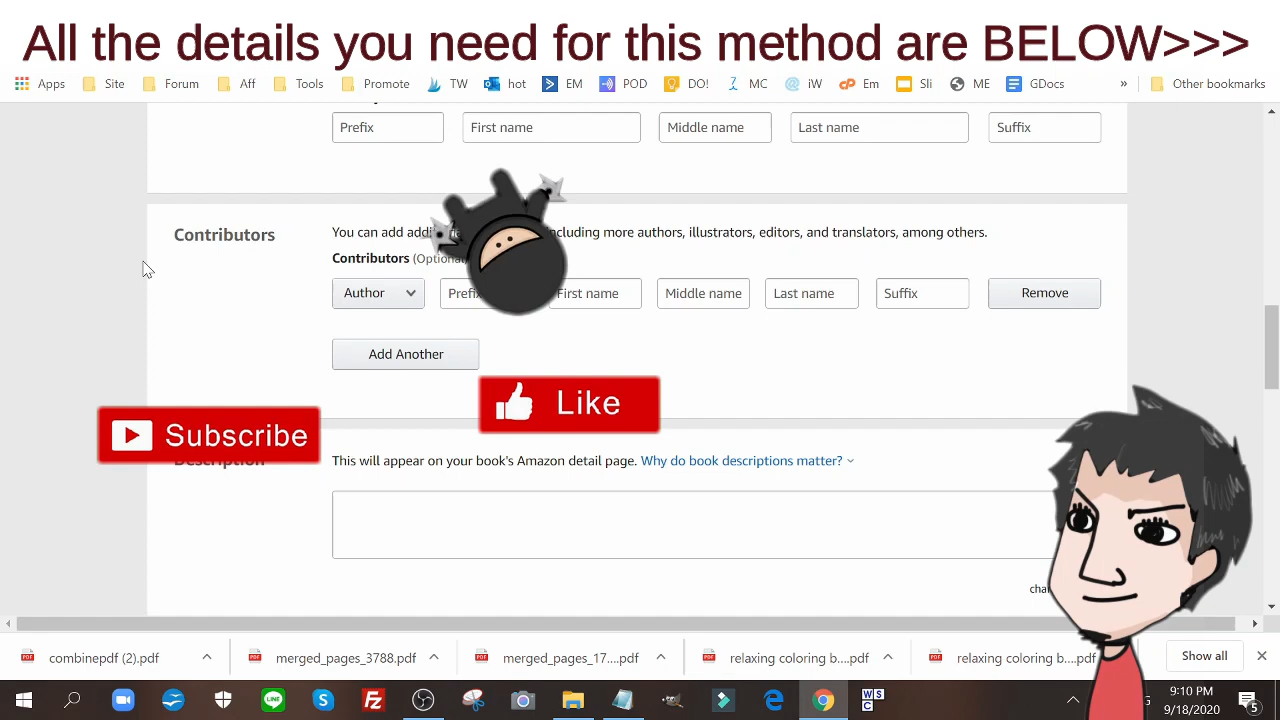 All the details you need for this method are BELOW>>>
Apps Site Forum Aff Tools Promote TW hot EM POD DO! MC iW Em Sli ME GDocs » Other bookmarks
Prefix First name Middle name Last name Suffix
Contributors You can add including more authors, illustrators, editors, and translators, among others.
Contributors (Optional
Author Prefi First name Middle name Last name Suffix Remove
Add Another
Like
Subscribe
Description This will appear on your book's Amazon detail page. Why do book descriptions matter?
combinepdf (2).pdf merged_pages_3788f.pdf merged_pages_17....pdf relaxing coloring b....pdf relaxing coloring b....pdf Show all
9:10 PM
9/18/2020
5